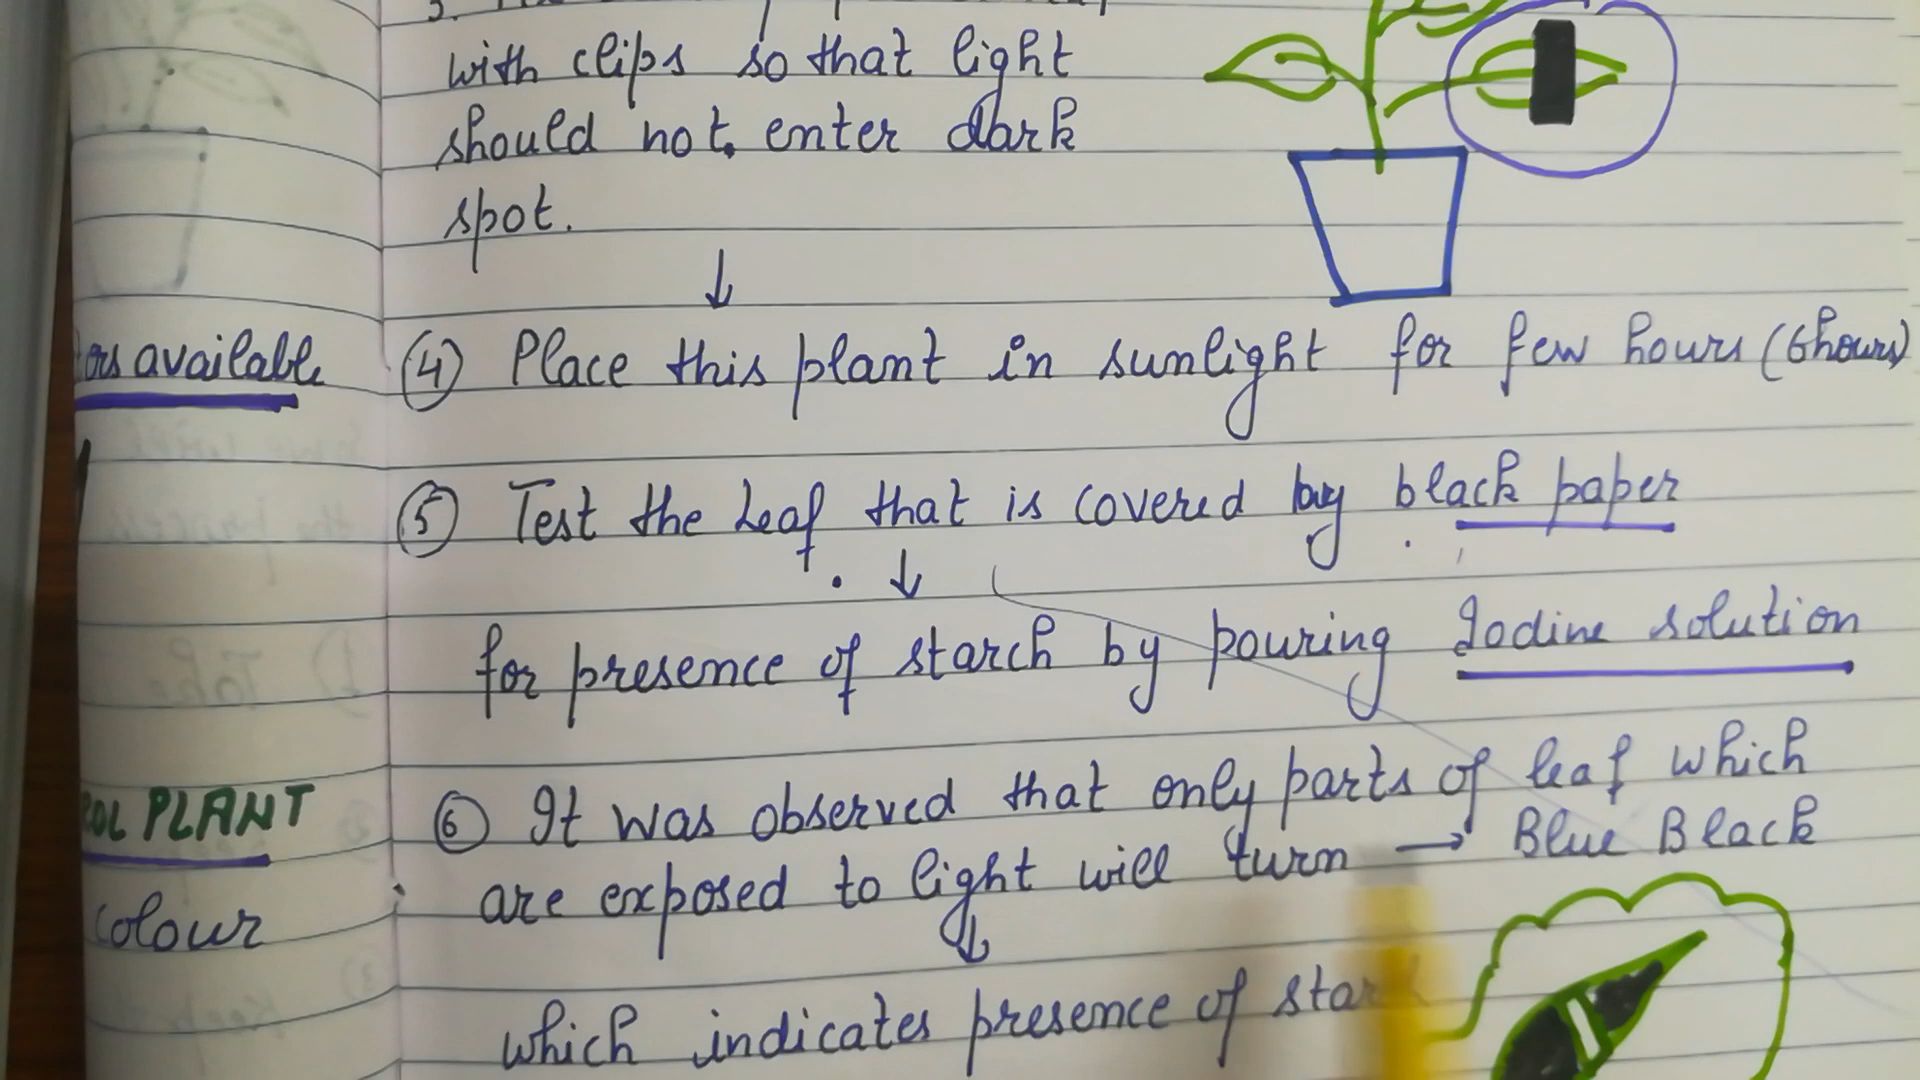 with clips so that light
should not enter dark
spot.
↓
ors available
(4) Place this plant in sunlight for few hours (6hours)
(5) Test the leaf that is covered by black paper
↓
for presence of starch by pouring Iodine solution
(6) It was observed that only parts of leaf which
are exposed to light will turn → Blue Black
↓
which indicates presence of
OL PLANT
colour